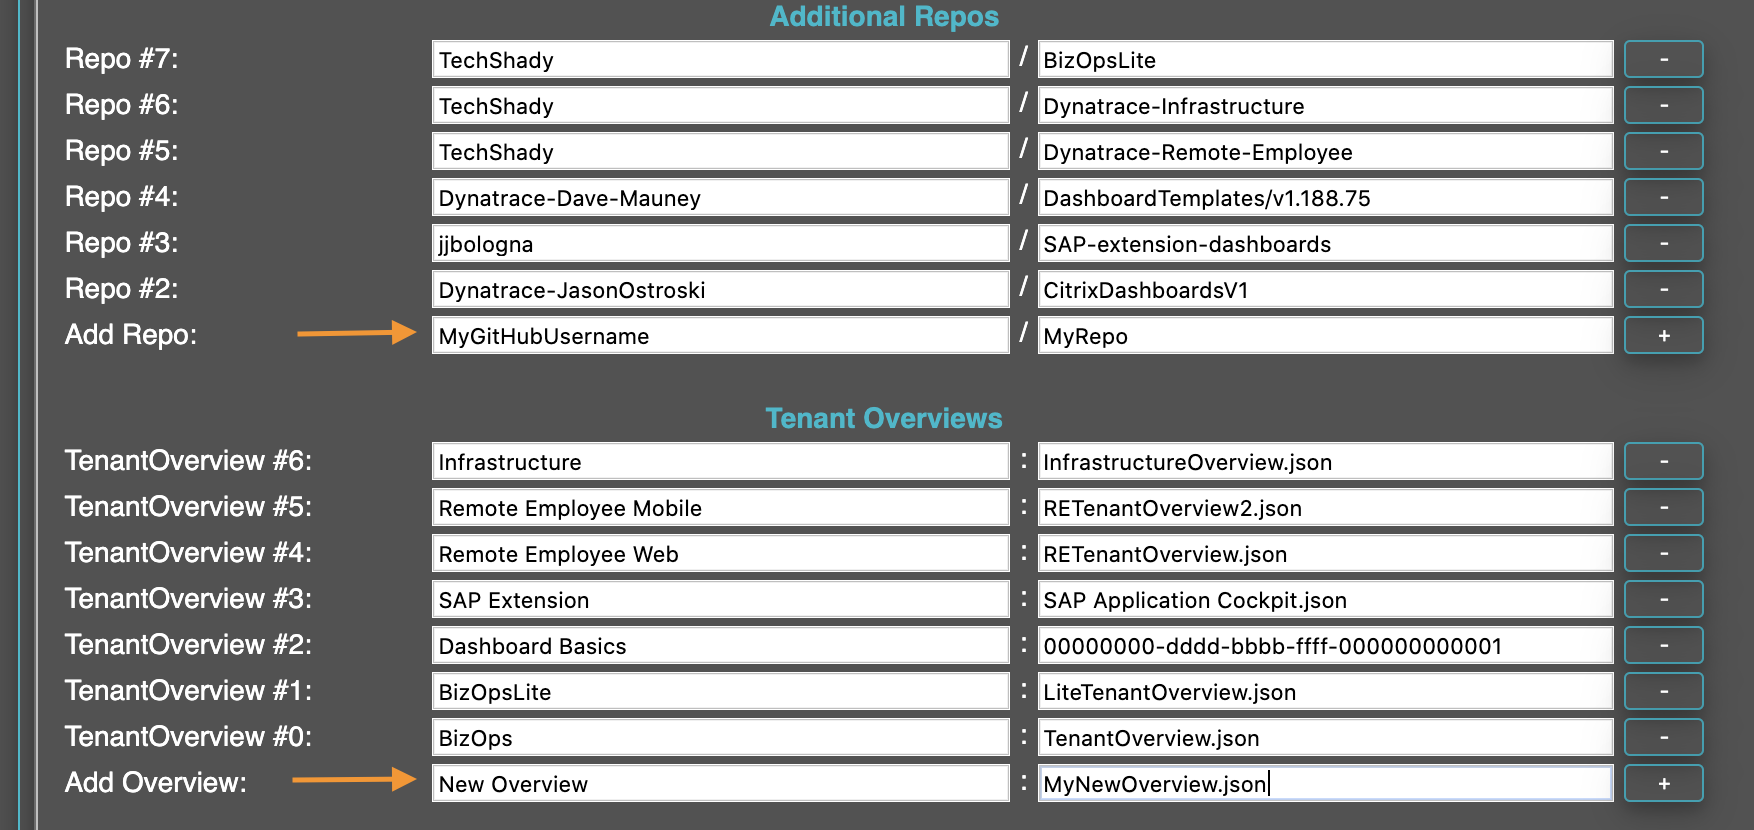 Additional Repos
Repo #7: TechShady / BizOpsLite -
Repo #6: TechShady / Dynatrace-Infrastructure -
Repo #5: TechShady / Dynatrace-Remote-Employee -
Repo #4: Dynatrace-Dave-Mauney / DashboardTemplates/v1.188.75 -
Repo #3: jjbologna / SAP-extension-dashboards -
Repo #2: Dynatrace-JasonOstroski / CitrixDashboardsV1 -
Add Repo: MyGitHubUsername / MyRepo +
Tenant Overviews
TenantOverview #6: Infrastructure : InfrastructureOverview.json -
TenantOverview #5: Remote Employee Mobile : RETenantOverview2.json -
TenantOverview #4: Remote Employee Web : RETenantOverview.json -
TenantOverview #3: SAP Extension : SAP Application Cockpit.json -
TenantOverview #2: Dashboard Basics : 00000000-dddd-bbbb-ffff-000000000001 -
TenantOverview #1: BizOpsLite : LiteTenantOverview.json -
TenantOverview #0: BizOps : TenantOverview.json -
Add Overview: New Overview : MyNewOverview.json +